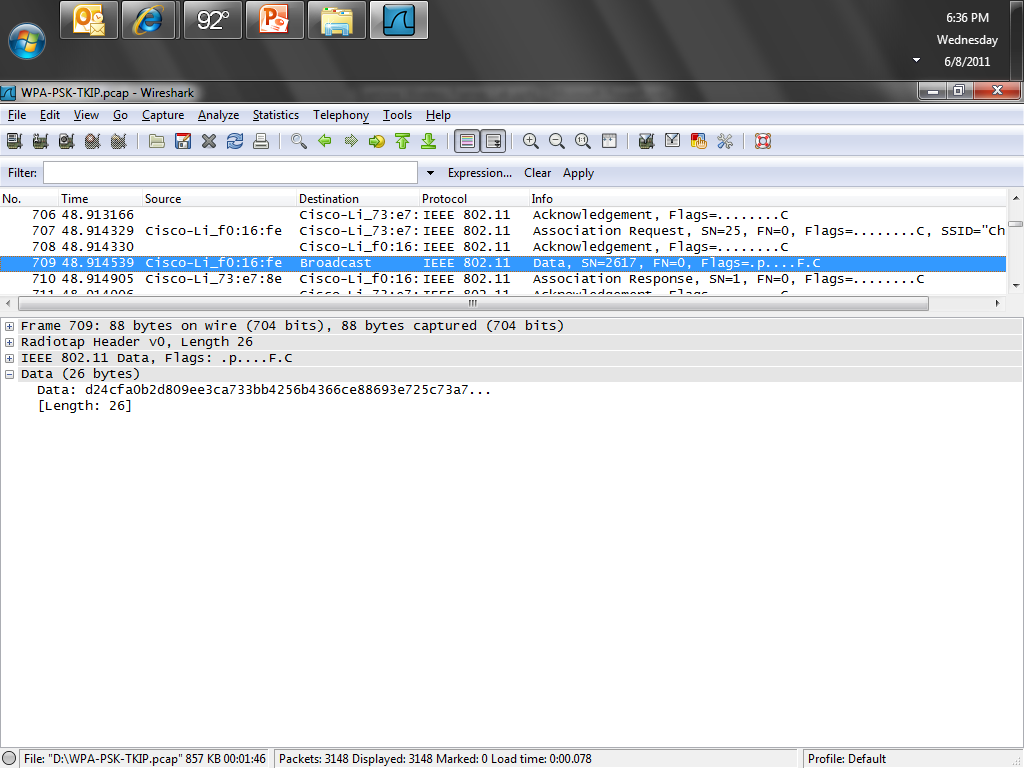 92°
6:36 PM
Wednesday
6/8/2011
WPA-PSK-TKIP.pcap - Wireshark
File Edit View Go Capture Analyze Statistics Telephony Tools Help
Filter: Expression... Clear Apply
No. Time Source Destination Protocol Info
706 48.913166 Cisco-Li_73:e7: IEEE 802.11 Acknowledgement, Flags=........C
707 48.914329 Cisco-Li_f0:16:fe Cisco-Li_73:e7: IEEE 802.11 Association Request, SN=25, FN=0, Flags=........C, SSID="Ch
708 48.914330 Cisco-Li_f0:16: IEEE 802.11 Acknowledgement, Flags=........C
709 48.914539 Cisco-Li_f0:16:fe Broadcast IEEE 802.11 Data, SN=2617, FN=0, Flags=.p....F.C
710 48.914905 Cisco-Li_73:e7:8e Cisco-Li_f0:16: IEEE 802.11 Association Response, SN=1, FN=0, Flags=........C
Frame 709: 88 bytes on wire (704 bits), 88 bytes captured (704 bits)
Radiotap Header v0, Length 26
IEEE 802.11 Data, Flags: .p....F.C
Data (26 bytes)
Data: d24cfa0b2d809ee3ca733bb4256b4366ce88693e725c73a7...
[Length: 26]
File: "D:\WPA-PSK-TKIP.pcap" 857 KB 00:01:46 Packets: 3148 Displayed: 3148 Marked: 0 Load time: 0:00.078 Profile: Default